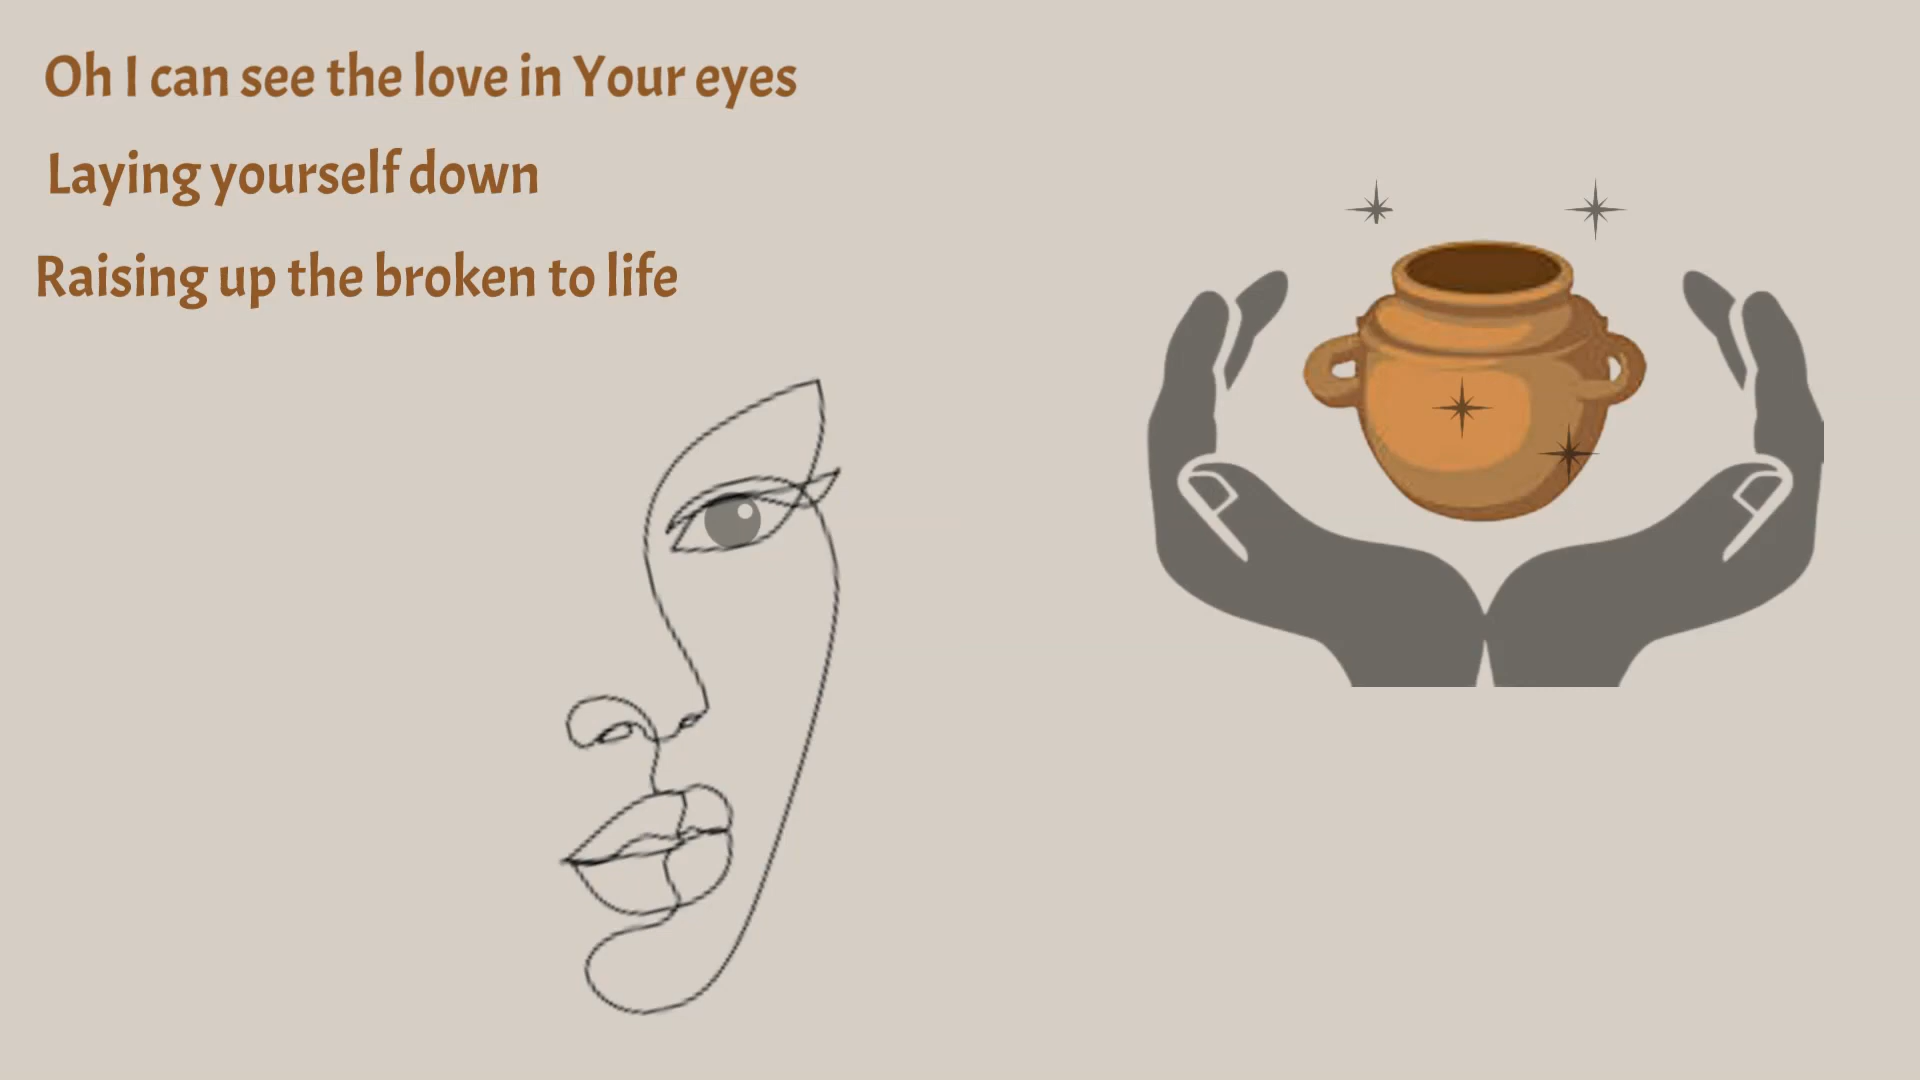 Oh I can see the love in Your eyes
Laying yourself down
Raising up the broken to life